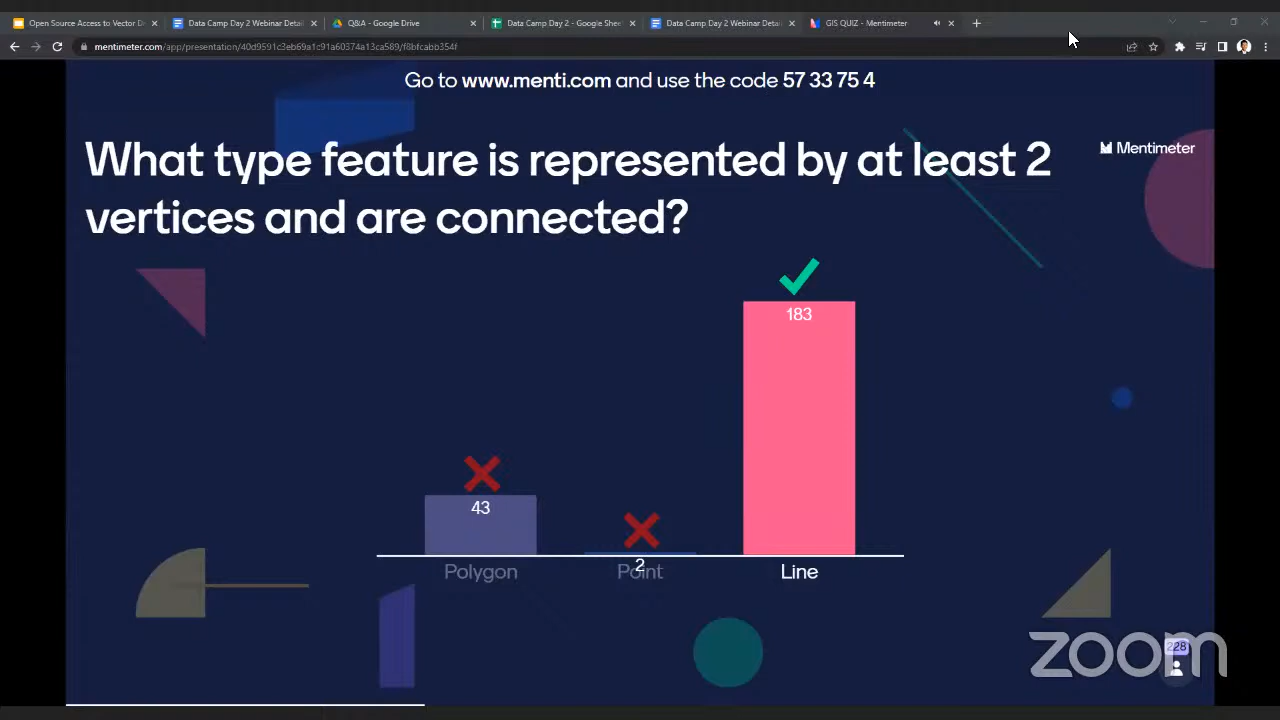 Open Source Access to Vector D
Data Camp Day 2 Webinar Detai
Q&A - Google Drive
Data Camp Day 2 - Google Shee
Data Camp Day 2 Webinar Detai
GIS QUIZ - Mentimeter
mentimeter.com/app/presentation/40d9591c3eb69a1c91a60374a13ca589/f8bfcabb354f
Go to www.menti.com and use the code 57 33 75 4
What type feature is represented by at least 2
vertices and are connected?
Mentimeter
183
43
2
Polygon
Point
Line
228
zoom